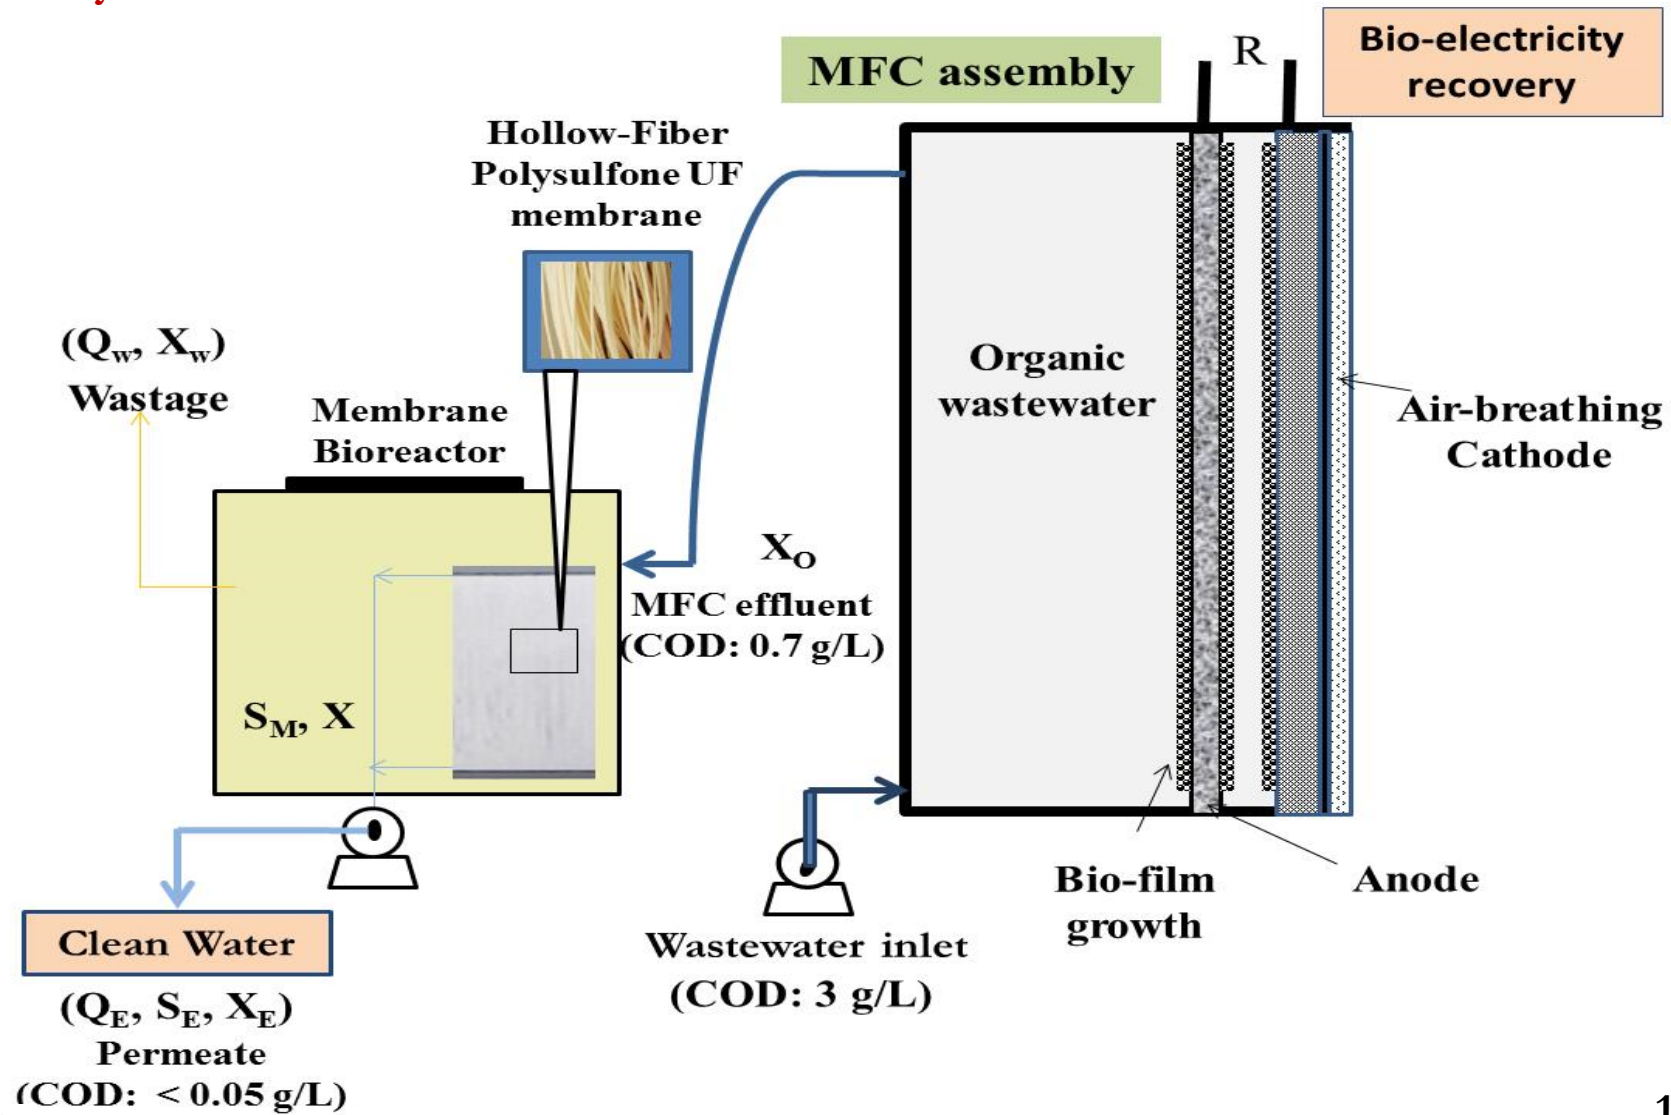 MFC assembly
R
Bio-electricity
recovery
Hollow-Fiber
Polysulfone UF
membrane
(Qw, Xw)
Wastage
Membrane
Bioreactor
Organic
wastewater
Air-breathing
Cathode
XO
MFC effluent
(COD: 0.7 g/L)
SM, X
Bio-film
growth
Anode
Wastewater inlet
(COD: 3 g/L)
Clean Water
(QE, SE, XE)
Permeate
(COD: < 0.05 g/L)
1